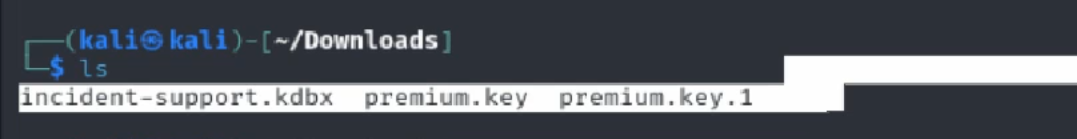 ┌──(kali㉿kali)-[~/Downloads]
└─$ ls
incident-support.kdbx  premium.key  premium.key.1